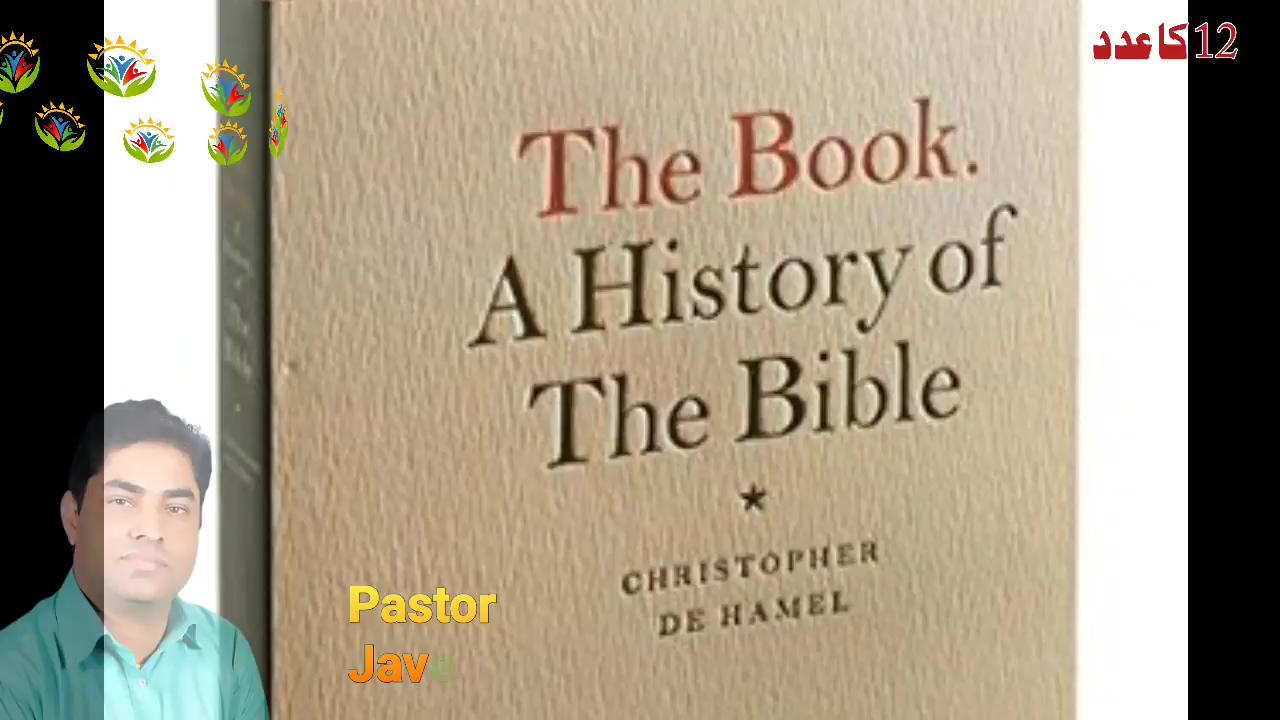 12 کا عدد
The Book.
A History of
The Bible
★
CHRISTOPHER
DE HAMEL
Pastor
Jav